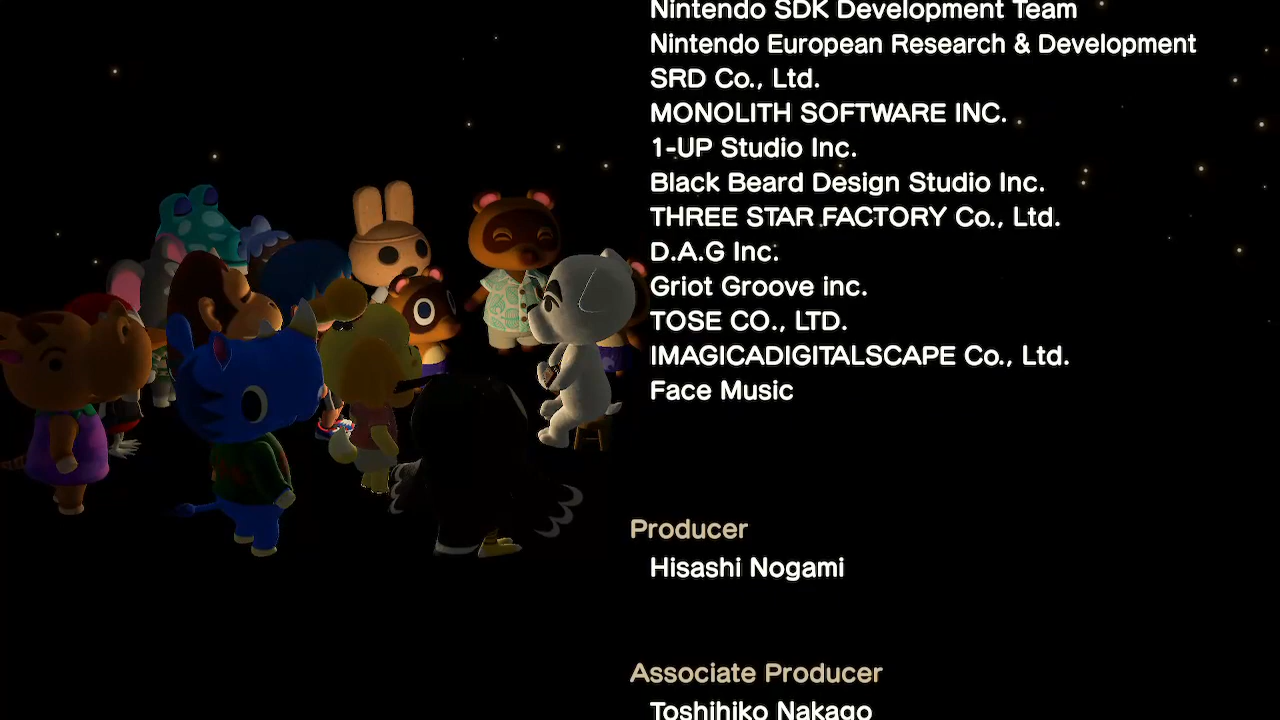 Nintendo SDK Development Team
Nintendo European Research & Development
SRD Co., Ltd.
MONOLITH SOFTWARE INC.
1-UP Studio Inc.
Black Beard Design Studio Inc.
THREE STAR FACTORY Co., Ltd.
D.A.G Inc.
Griot Groove inc.
TOSE CO., LTD.
IMAGICADIGITALSCAPE Co., Ltd.
Face Music
Producer
Hisashi Nogami
Associate Producer
Toshihiko Nakago